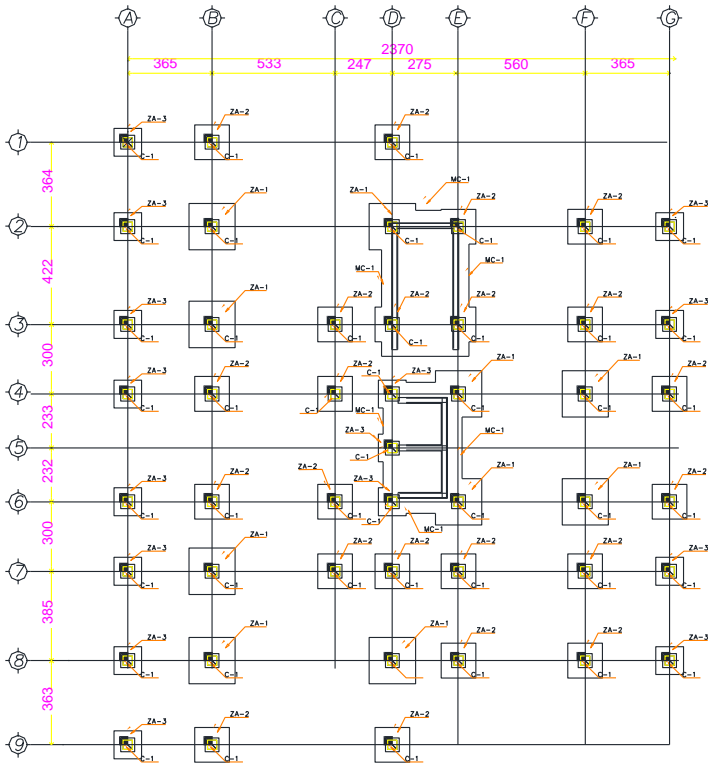 A B C D E F G
2370
365 533 247 275 560 365
ZA-3 ZA-2 ZA-2
1
C-1 C-1 C-1
364
MC-1
ZA-1 ZA-1 ZA-2
ZA-3 ZA-2 ZA-2
2
C-1 C-1 C-1 C-1 C-1 C-1
422
MC-1 MC-1
ZA-1
ZA-3 ZA-2 ZA-2 ZA-2 ZA-2 ZA-3
3
C-1 C-1 C-1 C-1 C-1 C-1
300
ZA-1 ZA-1
ZA-3 ZA-2 ZA-2 C-1 ZA-3 ZA-2
4
C-1 C-1 C-1 C-1 C-1 C-1
233
MC-1
ZA-3 MC-1
5
C-1
232
ZA-3 ZA-2 ZA-2 ZA-3 ZA-1 ZA-1 ZA-2
6
C-1 C-1 C-1 C-1 C-1 C-1 C-1
MC-1
300
ZA-1
ZA-3 ZA-2 ZA-2 ZA-2 ZA-2 ZA-3
7
C-1 C-1 C-1 C-1 C-1 C-1 C-1
385
ZA-1 ZA-1
ZA-3 ZA-2 ZA-2 ZA-3
8
C-1 C-1 C-1 C-1 C-1
363
ZA-3 ZA-2 ZA-2
9
C-1 C-1 C-1